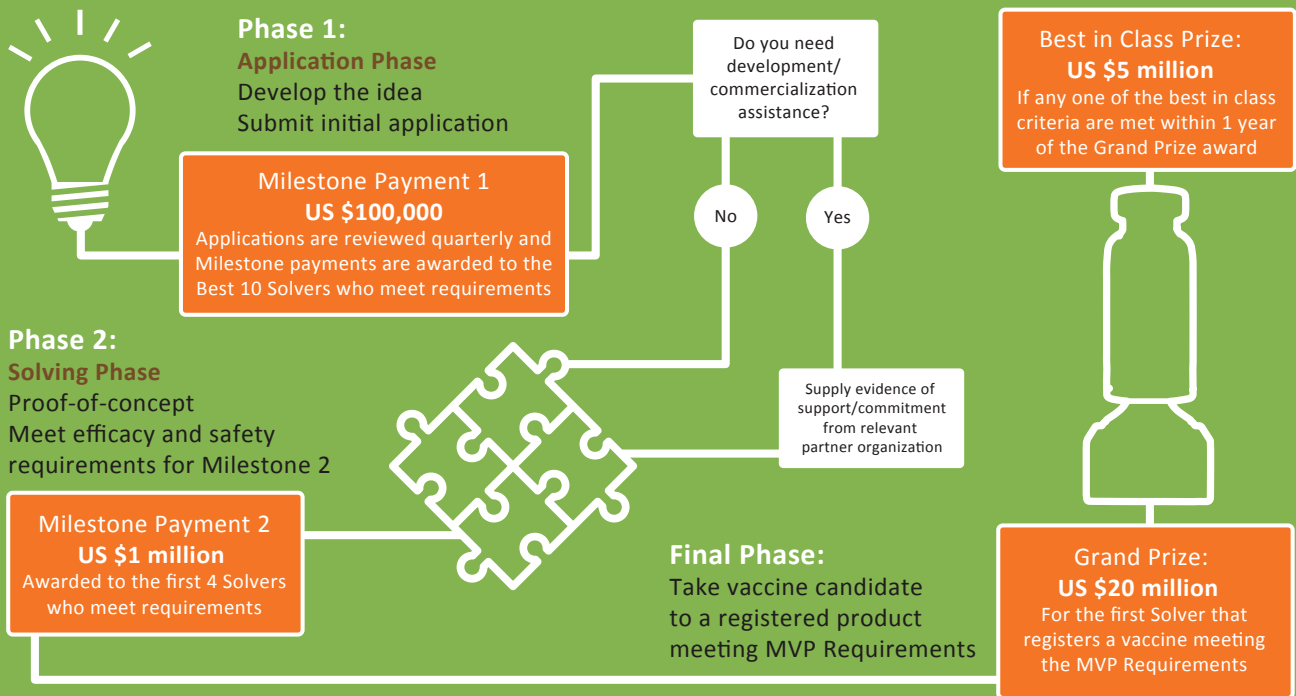 Phase 1:
Application Phase
Develop the idea
Submit initial application
Milestone Payment 1
US $100,000
Applications are reviewed quarterly and
Milestone payments are awarded to the
Best 10 Solvers who meet requirements
Do you need
development/
commercialization
assistance?
No
Yes
Supply evidence of
support/commitment
from relevant
partner organization
Phase 2:
Solving Phase
Proof-of-concept
Meet efficacy and safety
requirements for Milestone 2
Milestone Payment 2
US $1 million
Awarded to the first 4 Solvers
who meet requirements
Final Phase:
Take vaccine candidate
to a registered product
meeting MVP Requirements
Grand Prize:
US $20 million
For the first Solver that
registers a vaccine meeting
the MVP Requirements
Best in Class Prize:
US $5 million
If any one of the best in class
criteria are met within 1 year
of the Grand Prize award